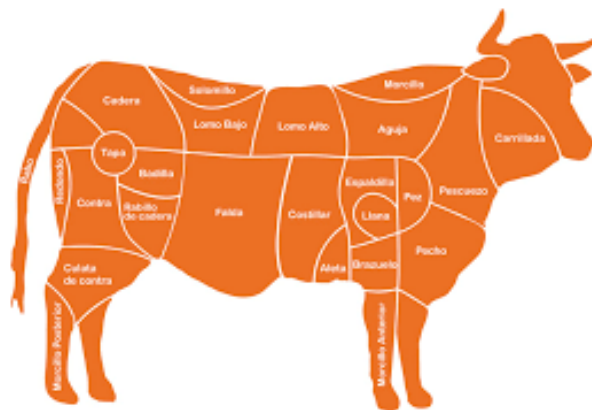 Solomillo
Morcillo
Cadera
Lomo Bajo
Lomo Alto
Aguja
Carrillada
Tapa
Rabo
Redondo
Badilla
Espaldilla
Pez
Pescuezo
Contra
Rabillo
de cadera
Falda
Costillar
Llana
Pecho
Culata
de contra
Aleta
Brazuelo
Morcillo Posterior
Morcillo Anterior